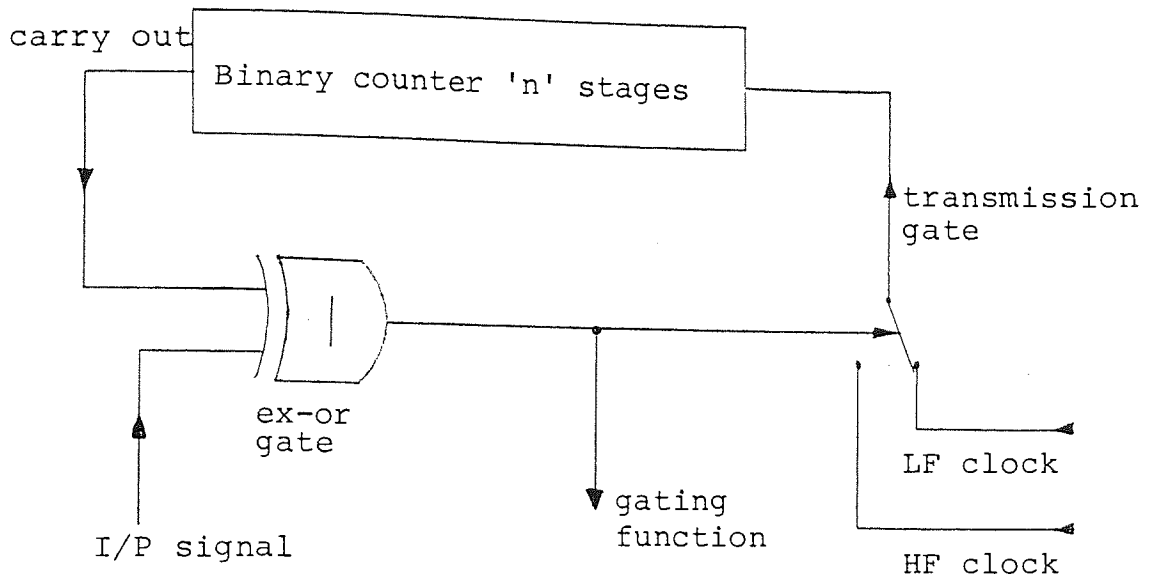 carry out
Binary counter 'n' stages
transmission
gate
ex-or
gate
I/P signal
gating
function
LF clock
HF clock